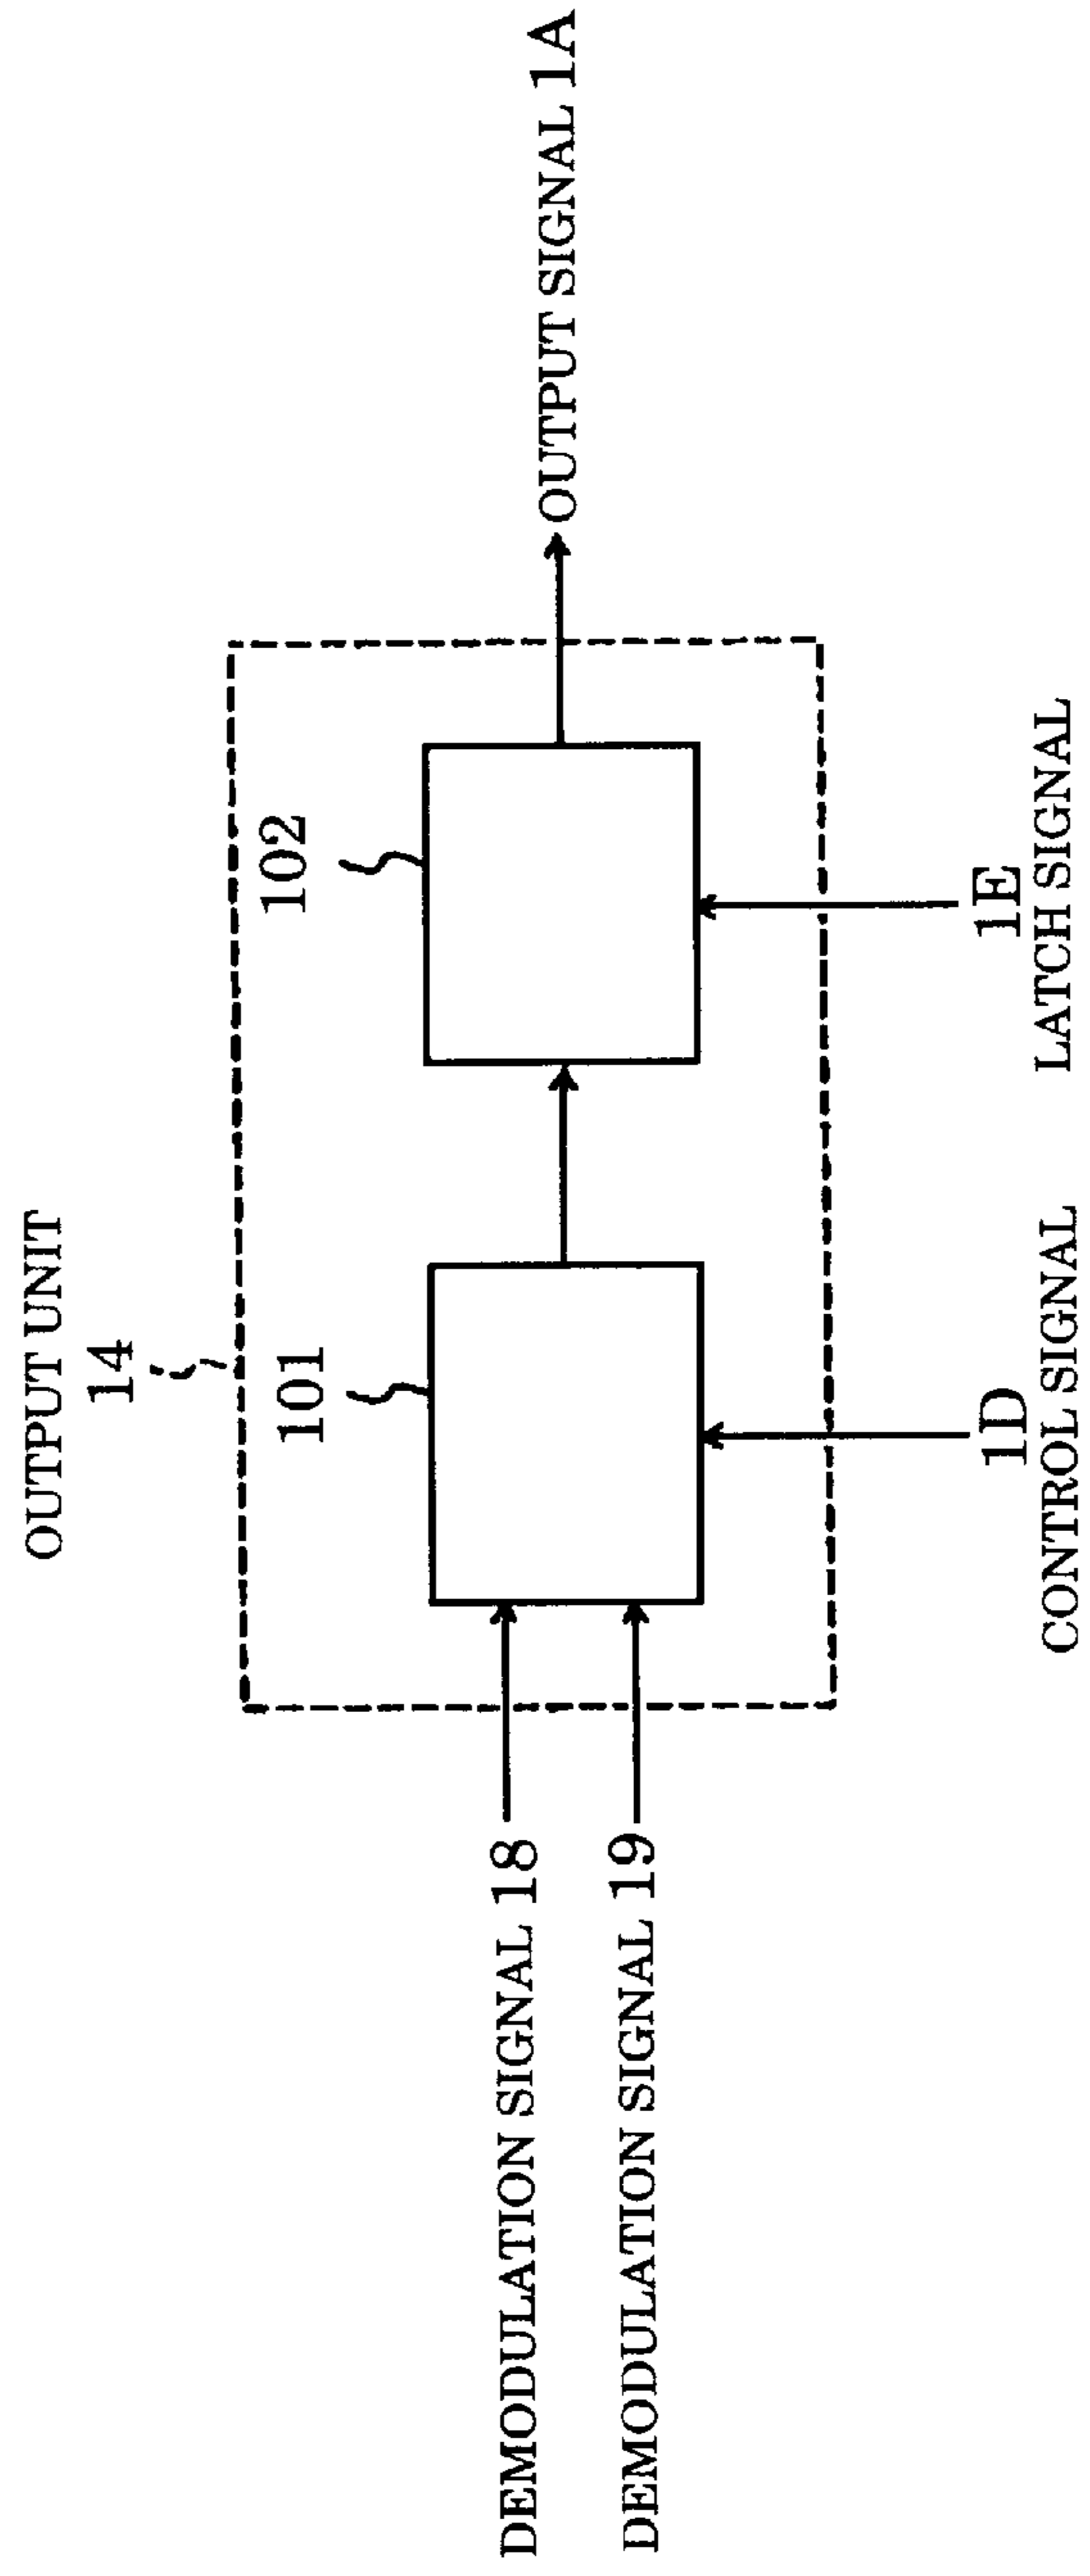 OUTPUT UNIT
14
101
102
DEMODULATION SIGNAL 18
DEMODULATION SIGNAL 19
OUTPUT SIGNAL 1A
1D
CONTROL SIGNAL
1E
LATCH SIGNAL